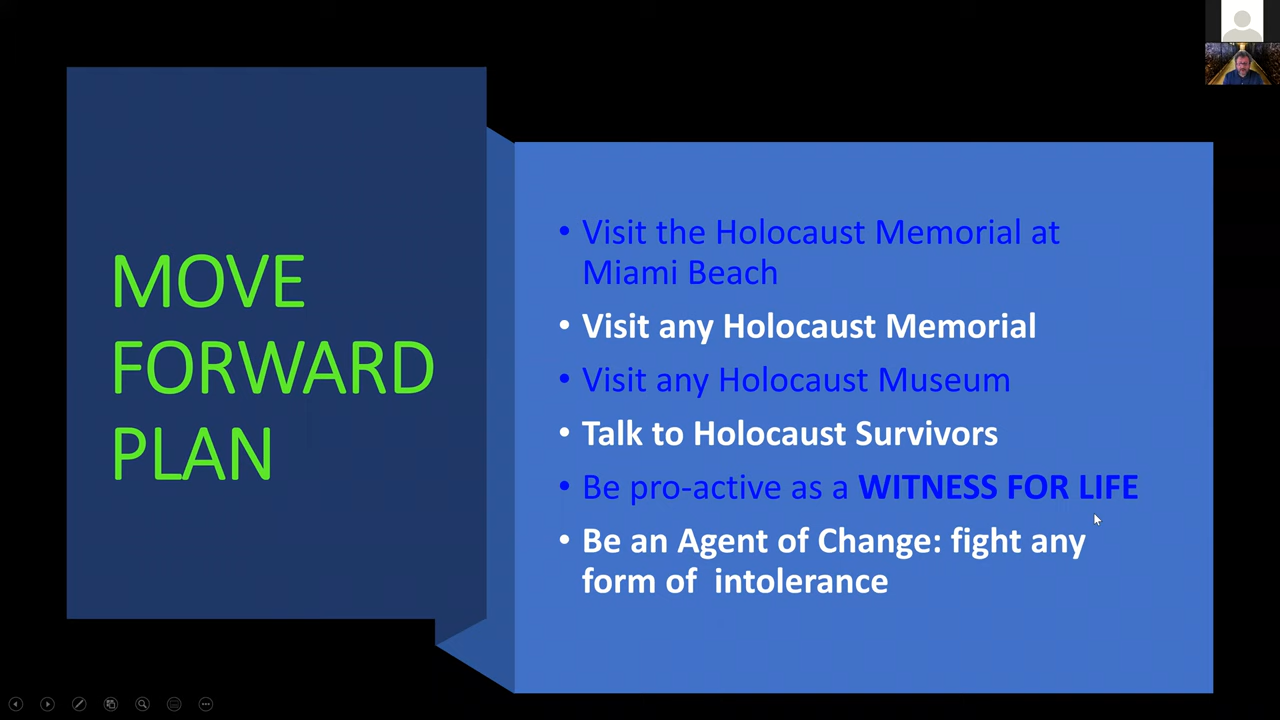 MOVE
FORWARD
PLAN
• Visit the Holocaust Memorial at
Miami Beach
• Visit any Holocaust Memorial
• Visit any Holocaust Museum
• Talk to Holocaust Survivors
• Be pro-active as a WITNESS FOR LIFE
• Be an Agent of Change: fight any
form of  intolerance